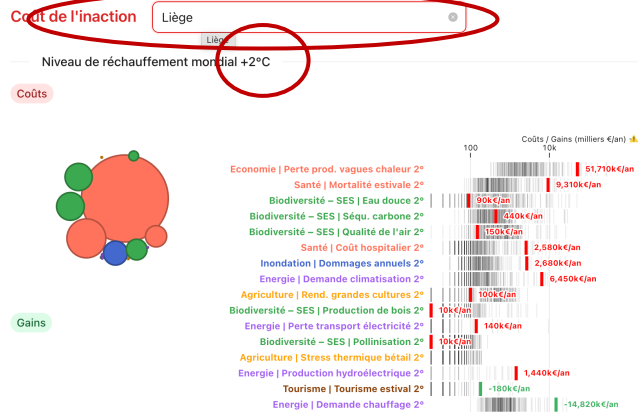 Coût de l'inaction
Liège
Liège
Niveau de réchauffement mondial +2°C
Coûts
Coûts / Gains (milliers €/an) ⚠️
100 10k
Economie | Perte prod. vagues chaleur 2° 51,710k€/an
Santé | Mortalité estivale 2° 9,310k€/an
Biodiversité – SES | Eau douce 2° 90k€/an
Biodiversité – SES | Séqu. carbone 2° 440k€/an
Biodiversité – SES | Qualité de l'air 2° 150k€/an
Santé | Coût hospitalier 2° 2,580k€/an
Inondation | Dommages annuels 2° 2,680k€/an
Energie | Demande climatisation 2° 6,450k€/an
Agriculture | Rend. grandes cultures 2° 100k€/an
Biodiversité – SES | Production de bois 2° 10k€/an
Gains
Energie | Perte transport électricité 2° 140k€/an
Biodiversité – SES | Pollinisation 2° 10k€/an
Agriculture | Stress thermique bétail 2°
Energie | Production hydroélectrique 2° 1,440k€/an
Tourisme | Tourisme estival 2° -180k€/an
Energie | Demande chauffage 2° -14,820k€/an